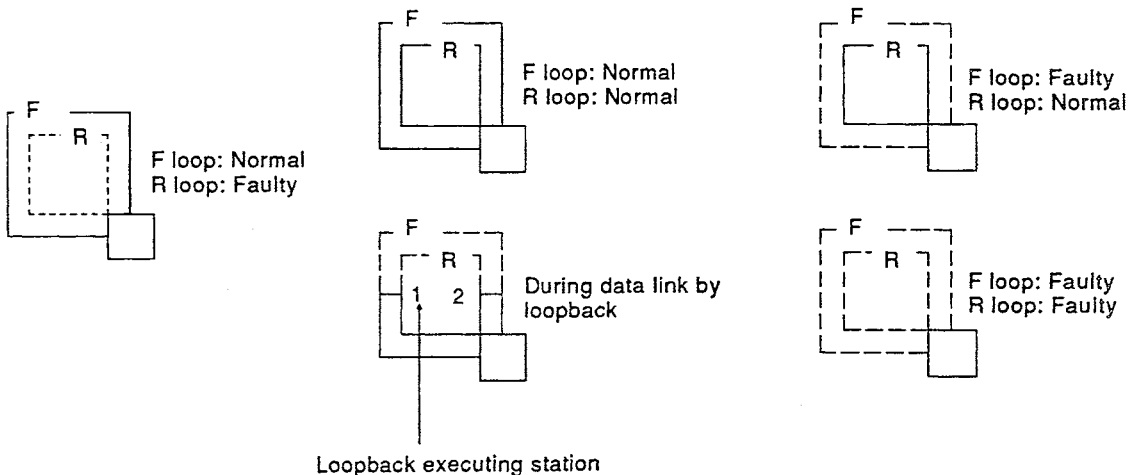 F
R
F loop: Normal
R loop: Faulty
F
R
F loop: Normal
R loop: Normal
F
R
F loop: Faulty
R loop: Normal
F
R
1 2
During data link by
loopback
Loopback executing station
F
R
F loop: Faulty
R loop: Faulty